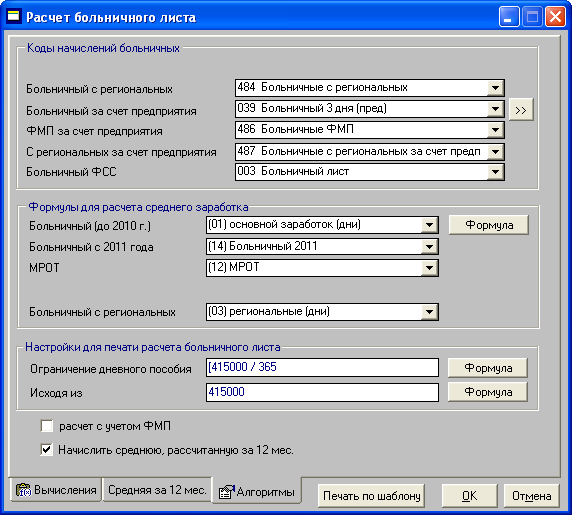 Расчет больничного листа
Коды начислений больничных
Больничный с региональных 484 Больничные с региональных
Больничный за счет предприятия 039 Больничный 3 дня (пред) >>
ФМП за счет предприятия 486 Больничные ФМП
С региональных за счет предприятия 487 Больничные с региональных за счет предп
Больничный ФСС 003 Больничный лист
Формулы для расчета среднего заработка
Больничный (до 2010 г.) (01) основной заработок (дни) Формула
Больничный с 2011 года (14) Больничный 2011
МРОТ (12) МРОТ
Больничный с региональных (03) региональные (дни)
Настройки для печати расчета больничного листа
Ограничение дневного пособия [415000 / 365 Формула
Исходя из 415000 Формула
расчет с учетом ФМП
Начислить среднюю, рассчитанную за 12 мес.
Вычисления Средняя за 12 мес. Алгоритмы Печать по шаблону OK Отмена